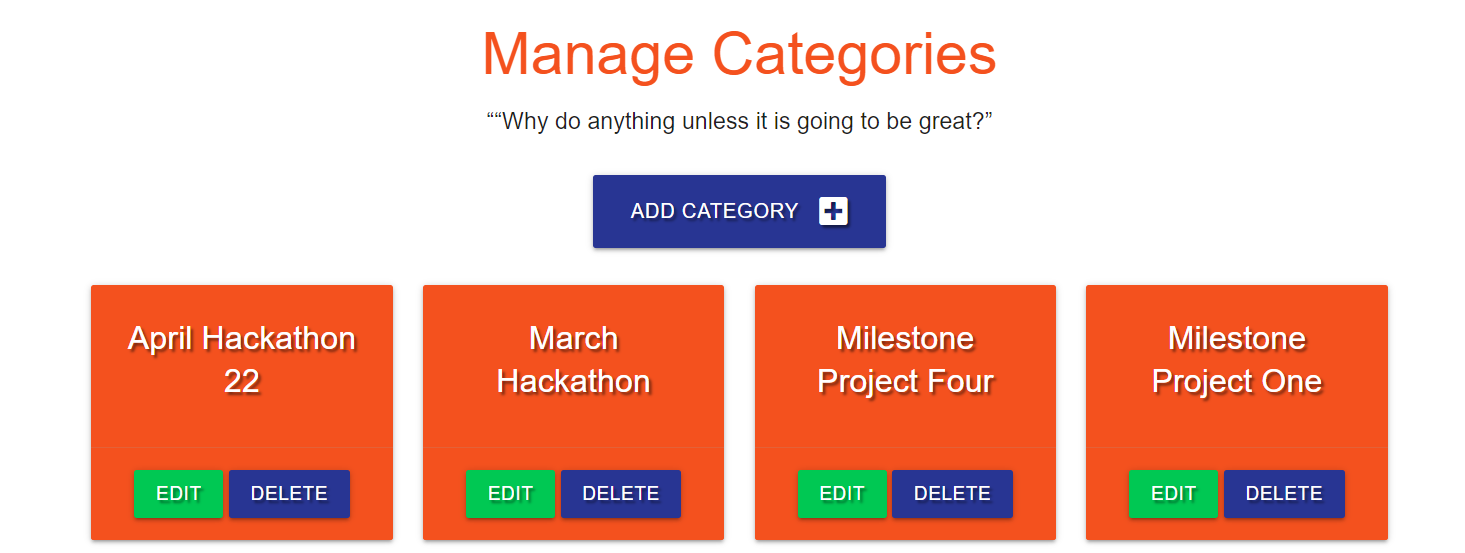 Manage Categories
““Why do anything unless it is going to be great?”
ADD CATEGORY
April Hackathon
22
EDIT DELETE
March
Hackathon
EDIT DELETE
Milestone
Project Four
EDIT DELETE
Milestone
Project One
EDIT DELETE